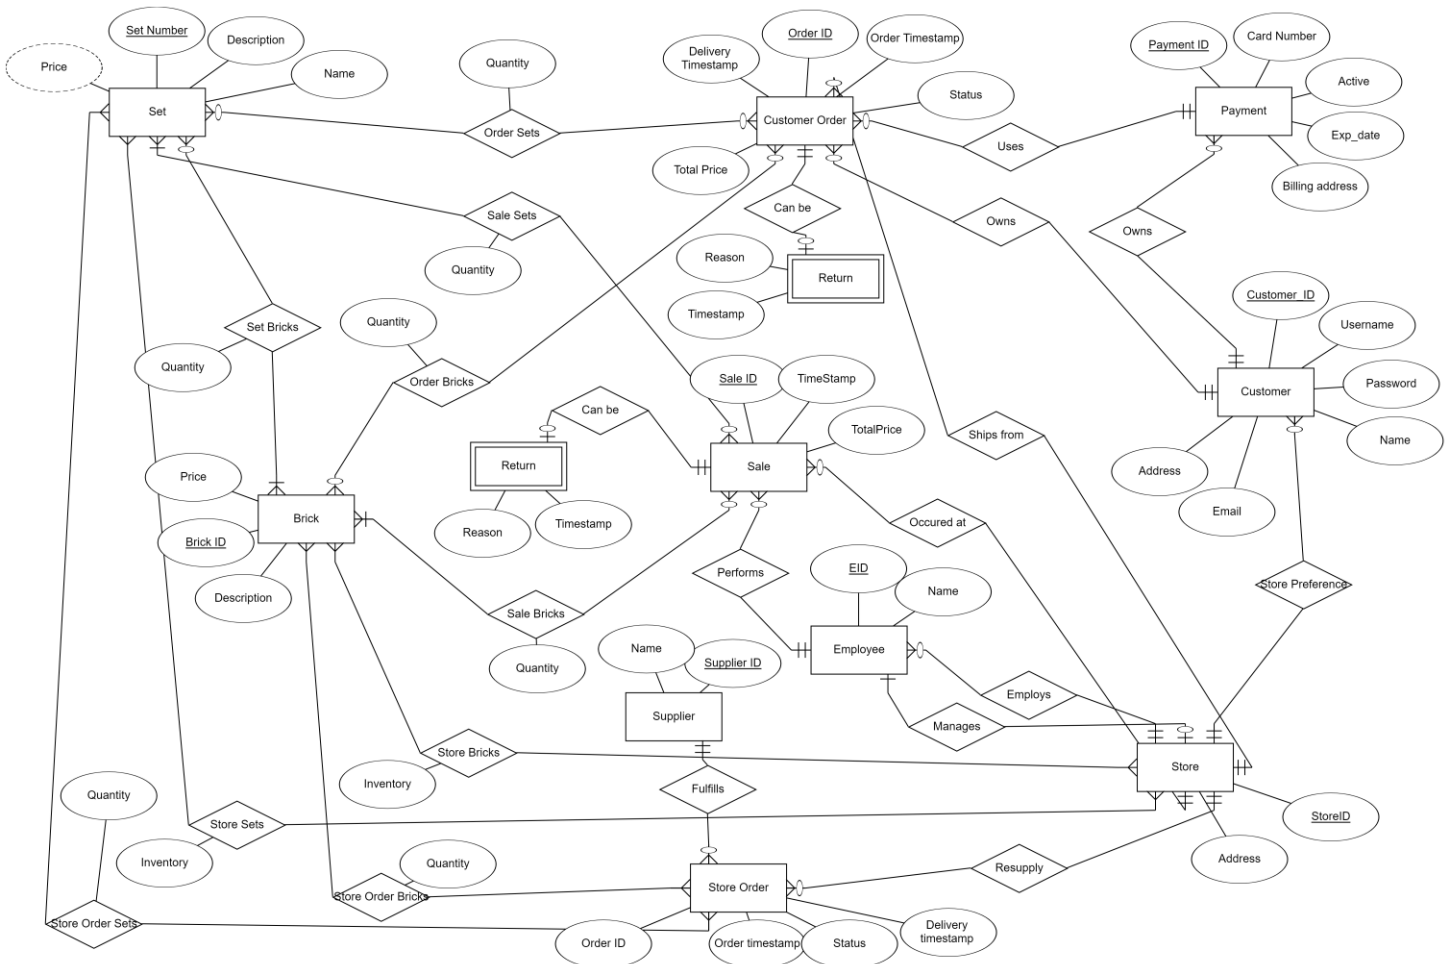 Set Number
Description
Price
Name
Set
Quantity
Order Sets
Delivery
Timestamp
Order ID
Order Timestamp
Status
Customer Order
Total Price
Uses
Payment ID
Card Number
Active
Payment
Exp_date
Billing address
Sale Sets
Quantity
Can be
Owns
Owns
Reason
Return
Timestamp
Set Bricks
Quantity
Quantity
Order Bricks
Customer_ID
Username
Customer
Password
Name
Address
Email
Sale ID
TimeStamp
Can be
TotalPrice
Ships from
Return
Sale
Reason
Timestamp
Price
Brick
Brick ID
Description
Occured at
Performs
EID
Name
Store Preference
Sale Bricks
Quantity
Name
Supplier ID
Employee
Supplier
Employs
Manages
Store Bricks
Inventory
Store
StoreID
Address
Fulfills
Quantity
Store Sets
Inventory
Quantity
Resupply
Store Order Bricks
Store Order
Store Order Sets
Order ID
Order timestamp
Status
Delivery
timestamp